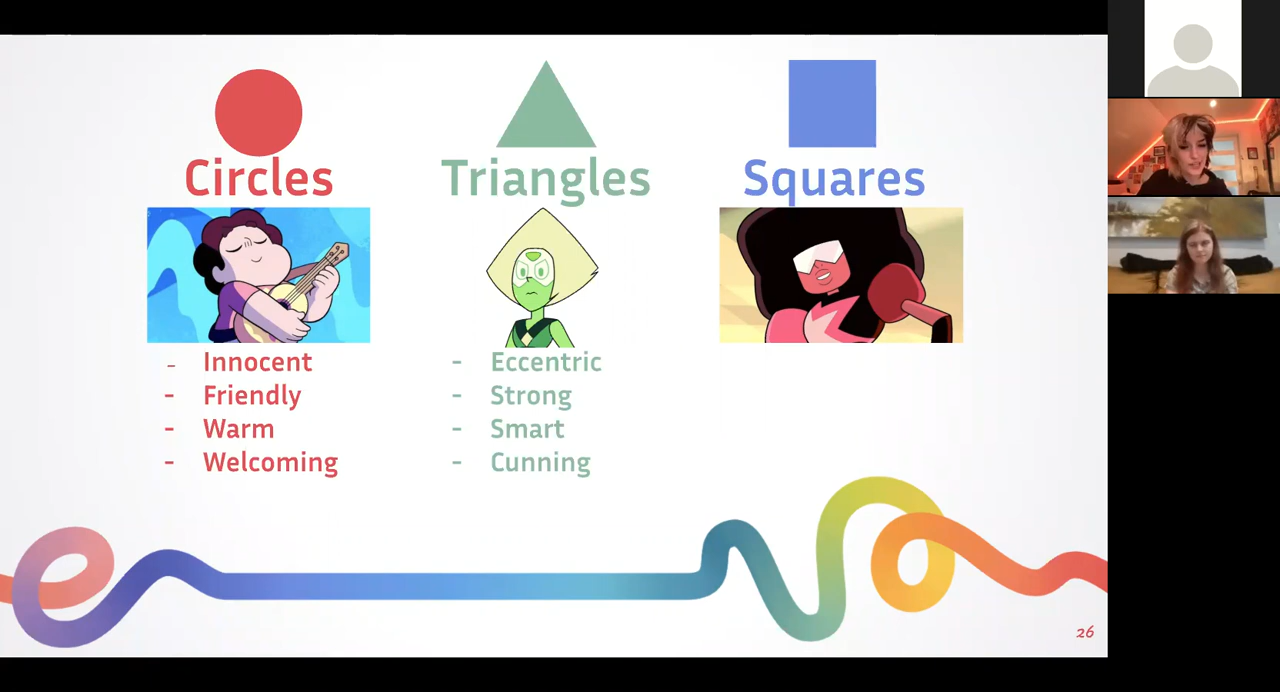 Circles
Triangles
Squares
- Innocent
- Friendly
- Warm
- Welcoming
- Eccentric
- Strong
- Smart
- Cunning
26